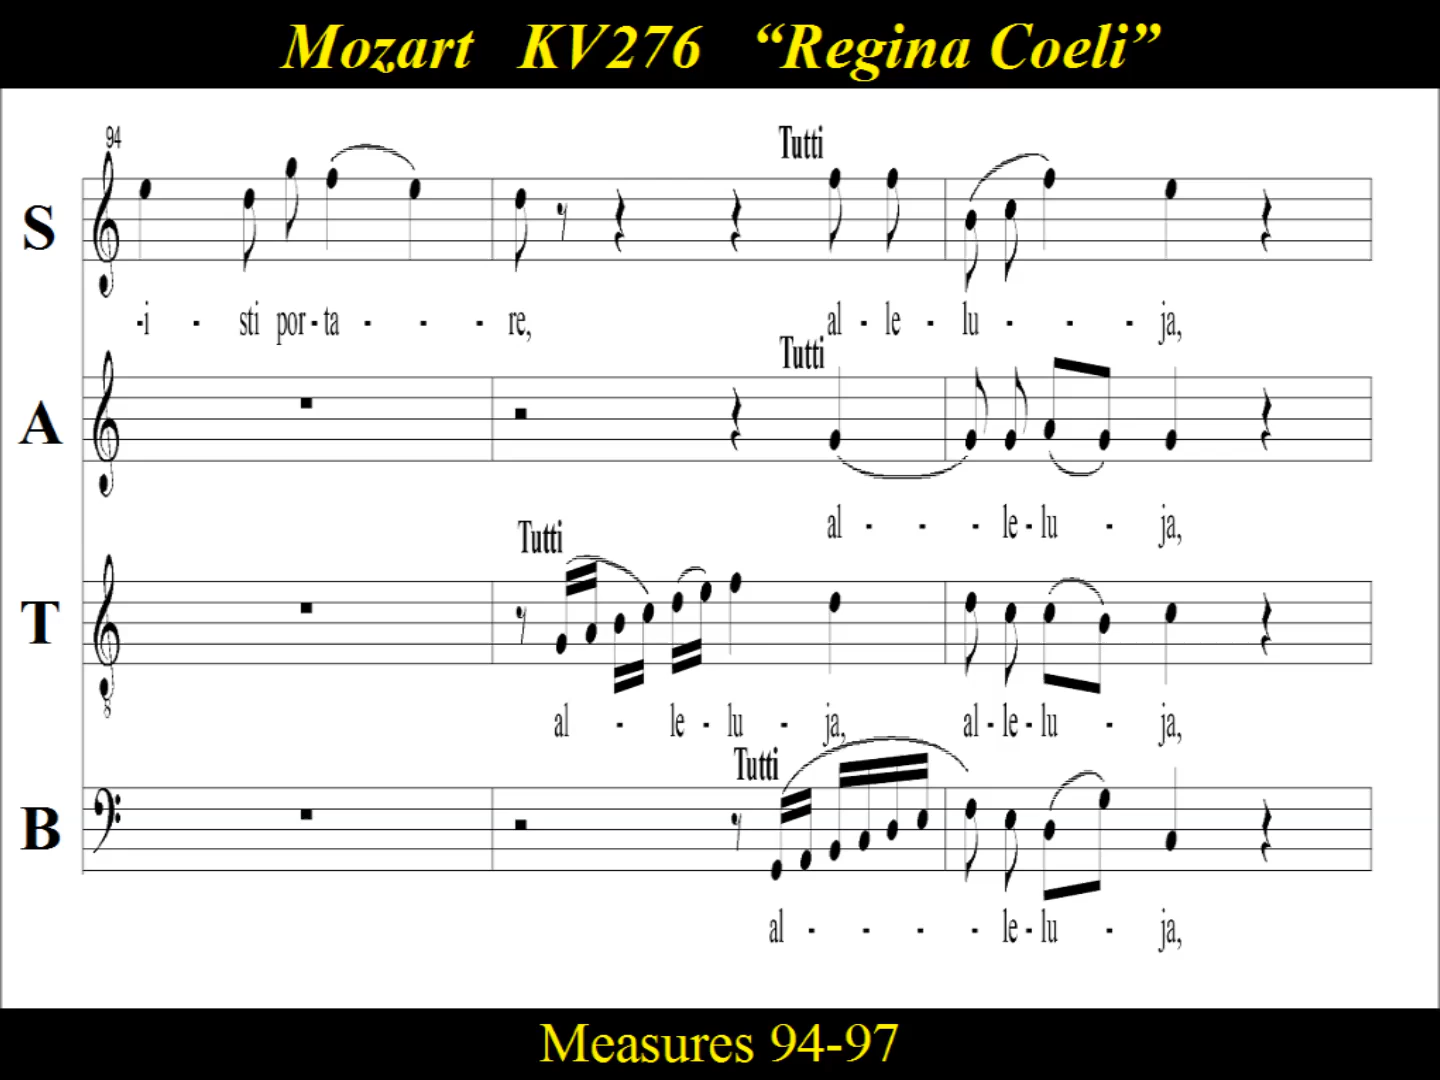 Mozart KV276 “Regina Coeli”
94
Tutti
S
-i - sti por - ta - - - re, al - le - lu - - - ja,
Tutti
A
al - - - le - lu - ja,
Tutti
T
8
al - le - lu - ja, al - le - lu - ja,
Tutti
B
al - - - - le - lu - ja,
Measures 94-97